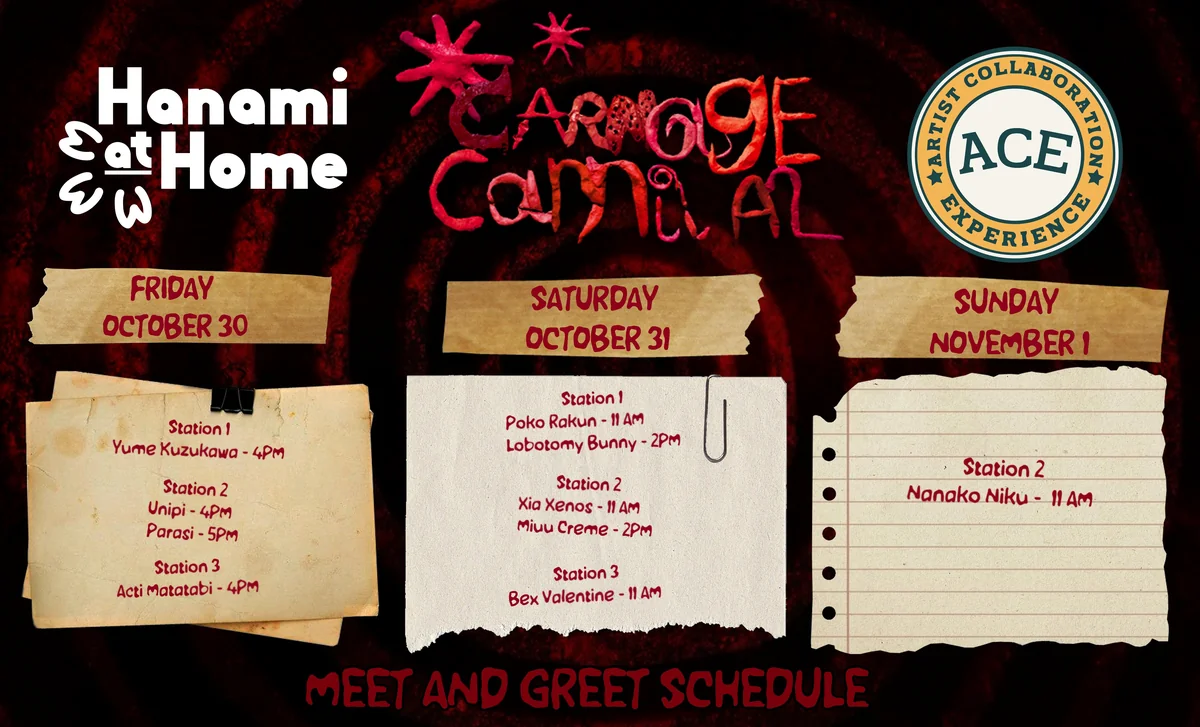 Hanami
at Home
CARNAGE
CARNIVAL
ARTIST COLLABORATION
ACE
EXPERIENCE
FRIDAY
OCTOBER 30
Station 1
Yume Kuzukawa - 4PM
Station 2
Unipi - 4PM
Parasi - 5PM
Station 3
Acti Matatabi - 4PM
SATURDAY
OCTOBER 31
Station 1
Poko Rakun - 11 AM
Lobotomy Bunny - 2PM
Station 2
Xia Xenos - 11 AM
Miuu Creme - 2PM
Station 3
Bex Valentine - 11 AM
SUNDAY
NOVEMBER 1
Station 2
Nanako Niku - 11 AM
MEET AND GREET SCHEDULE